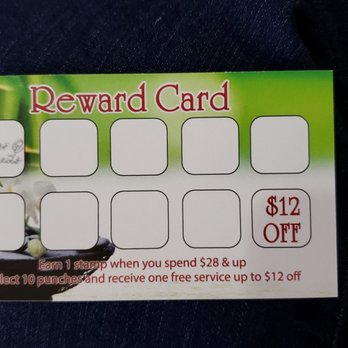 Reward Card
$12
OFF
Earn 1 stamp when you spend $28 & up
lect 10 punches and receive one free service up to $12 off